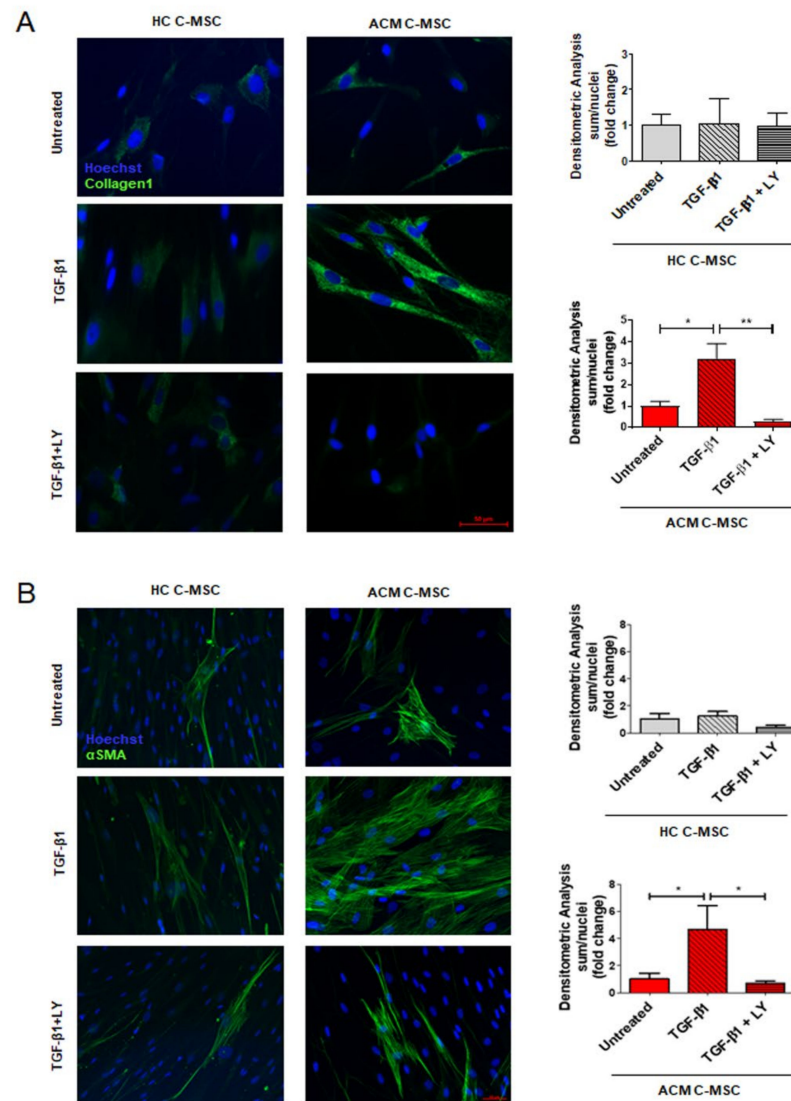 A
HC C-MSC
ACM C-MSC
Untreated
Hoechst
Collagen1
TGF-β1
TGF-β1+LY
50 µm
Densitometric Analysis
sum/nuclei
(fold change)
3
2
1
0
Untreated
TGF-β1
TGF-β1 + LY
HC C-MSC
Densitometric Analysis
sum/nuclei
(fold change)
5
4
3
2
1
0
*
**
Untreated
TGF-β1
TGF-β1 + LY
ACM C-MSC
B
HC C-MSC
ACM C-MSC
Untreated
Hoechst
αSMA
TGF-β1
TGF-β1+LY
Densitometric Analysis
sum/nuclei
(fold change)
8
6
4
2
0
Untreated
TGF-β1
TGF-β1 + LY
HC C-MSC
Densitometric Analysis
sum/nuclei
(fold change)
8
6
4
2
0
*
*
Untreated
TGF-β1
TGF-β1 + LY
ACM C-MSC